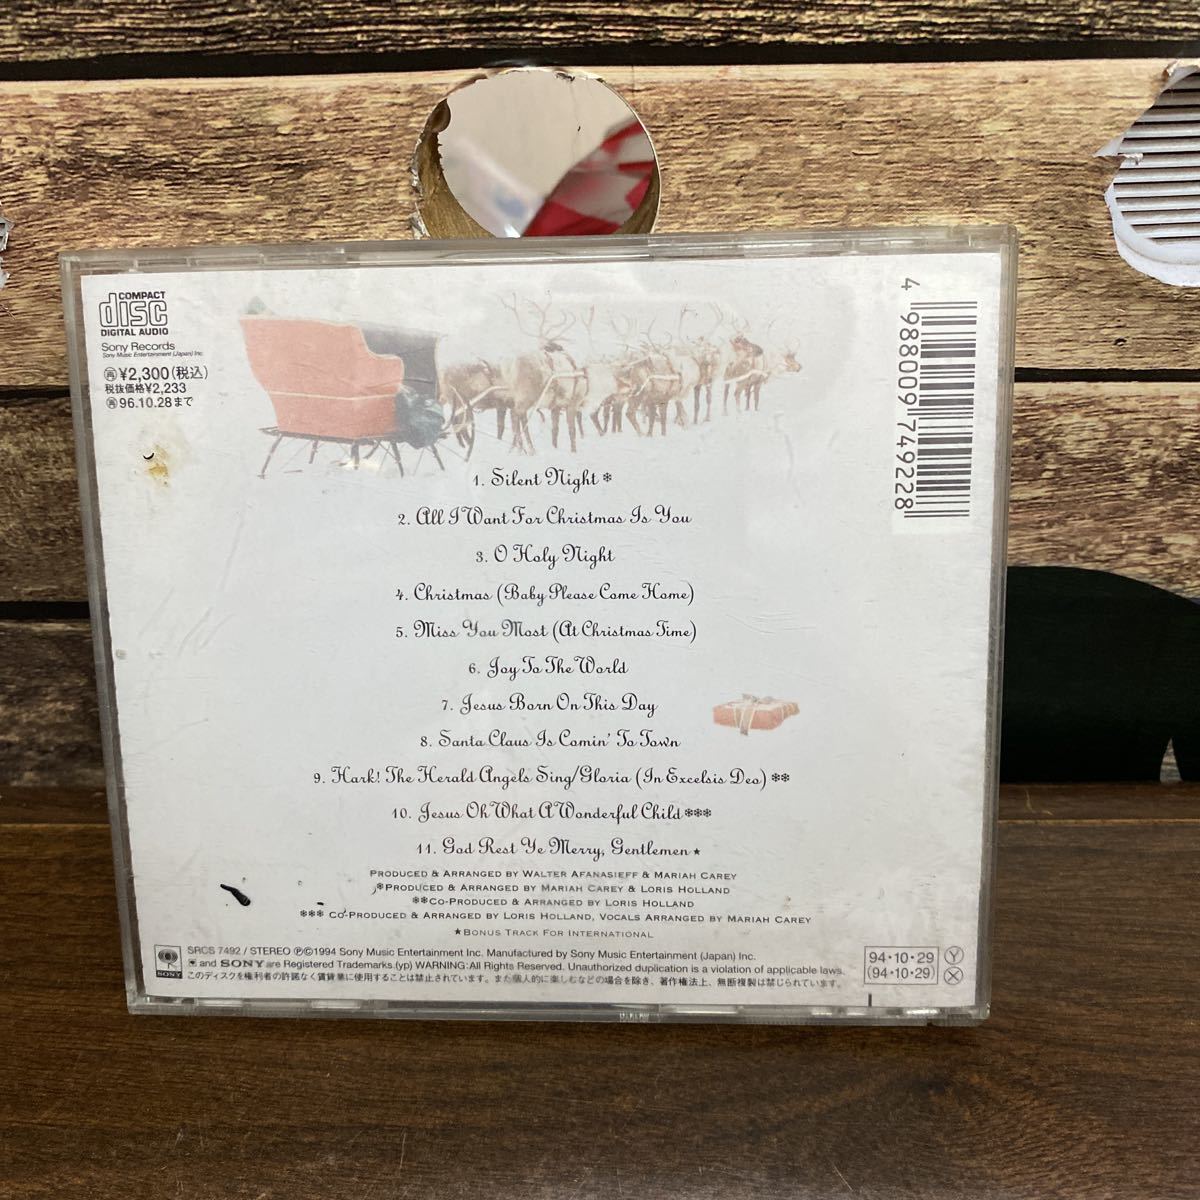 COMPACT
disc
DIGITAL AUDIO
Sony Records
Sony Music Entertainment (Japan) Inc.
再¥2,300(税込)
税抜価格¥2,233
再96.10.28まで
4 988009 749228
1. Silent Night ❄
2. All I Want For Christmas Is You
3. O Holy Night
4. Christmas (Baby Please Come Home)
5. Miss You Most (At Christmas Time)
6. Joy To The World
7. Jesus Born On This Day
8. Santa Claus Is Comin' To Town
9. Hark! The Herald Angels Sing/Gloria (In Excelsis Deo) ❄❄
10. Jesus Oh What A Wonderful Child ❄❄❄
11. God Rest Ye Merry, Gentlemen ★
PRODUCED & ARRANGED BY WALTER AFANASIEFF & MARIAH CAREY
❄PRODUCED & ARRANGED BY MARIAH CAREY & LORIS HOLLAND
❄❄CO-PRODUCED & ARRANGED BY LORIS HOLLAND
❄❄❄ CO-PRODUCED & ARRANGED BY LORIS HOLLAND, VOCALS ARRANGED BY MARIAH CAREY
★BONUS TRACK FOR INTERNATIONAL
SONY
SRCS 7492 / STEREO ℗©1994 Sony Music Entertainment Inc. Manufactured by Sony Music Entertainment (Japan) Inc.
and SONY are Registered Trademarks (yp) WARNING:All Rights Reserved. Unauthorized duplication is a violation of applicable laws.
このディスクを権利者の許諾なく賃貸業に使用することは禁止されています。また個人的に楽しむなどの場合を除き、著作権法上、無断複製は禁じられています。
94·10·29 Ⓨ
(94·10·29) Ⓧ